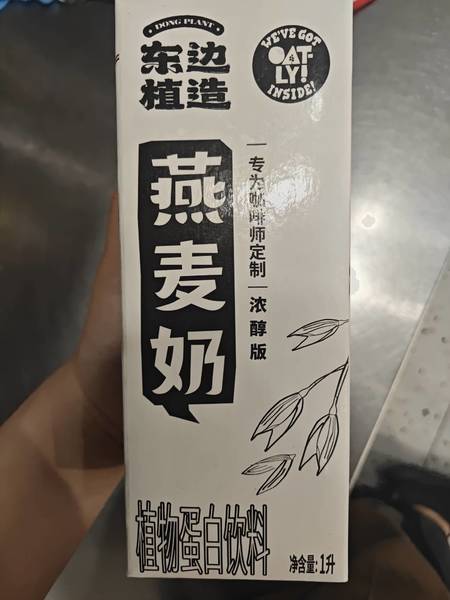 DONG PLANT
东边
植造
WE'VE GOT
OAT-
LY!
INSIDE!
燕麦奶
专为咖啡师定制
浓醇版
植物蛋白饮料
净含量:1升